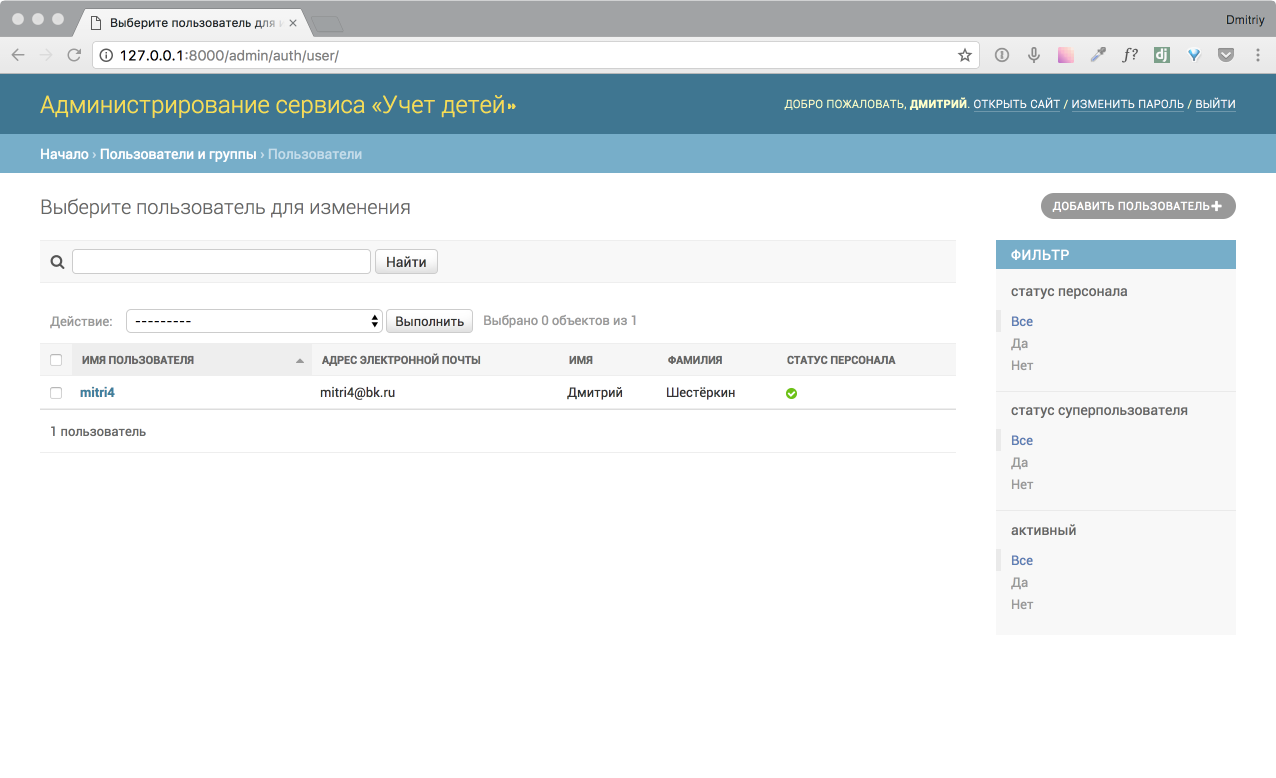 Dmitriy
Выберите пользователь для и
127.0.0.1:8000/admin/auth/user/
f?
dj
Администрирование сервиса «Учет детей»
ДОБРО ПОЖАЛОВАТЬ, ДМИТРИЙ. ОТКРЫТЬ САЙТ / ИЗМЕНИТЬ ПАРОЛЬ / ВЫЙТИ
Начало › Пользователи и группы › Пользователи
Выберите пользователь для изменения
ДОБАВИТЬ ПОЛЬЗОВАТЕЛЬ+
Найти
Действие: --------- Выполнить Выбрано 0 объектов из 1
ИМЯ ПОЛЬЗОВАТЕЛЯ АДРЕС ЭЛЕКТРОННОЙ ПОЧТЫ ИМЯ ФАМИЛИЯ СТАТУС ПЕРСОНАЛА
mitri4 mitri4@bk.ru Дмитрий Шестёркин
1 пользователь
ФИЛЬТР
статус персонала
Все
Да
Нет
статус суперпользователя
Все
Да
Нет
активный
Все
Да
Нет